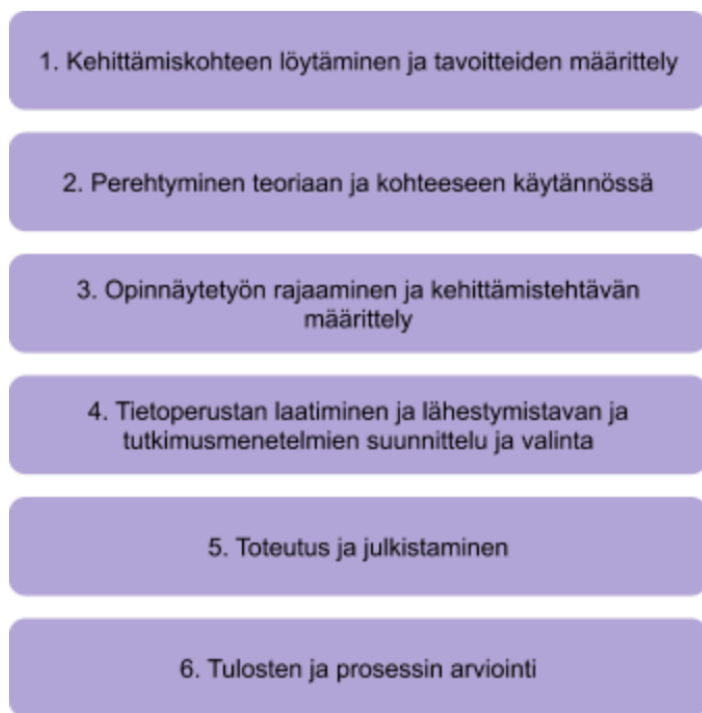 1. Kehittämiskohteen löytäminen ja tavoitteiden määrittely
2. Perehtyminen teoriaan ja kohteeseen käytännössä
3. Opinnäytetyön rajaaminen ja kehittämistehtävän
määrittely
4. Tietoperustan laatiminen ja lähestymistavan ja
tutkimusmenetelmien suunnittelu ja valinta
5. Toteutus ja julkistaminen
6. Tulosten ja prosessin arviointi